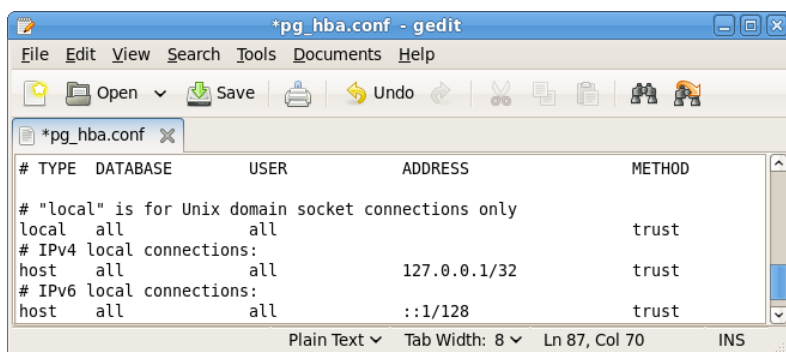 *pg_hba.conf - gedit
File Edit View Search Tools Documents Help
Open Save Undo
*pg_hba.conf
# TYPE DATABASE USER ADDRESS METHOD
# "local" is for Unix domain socket connections only
local all all trust
# IPv4 local connections:
host all all 127.0.0.1/32 trust
# IPv6 local connections:
host all all ::1/128 trust
Plain Text Tab Width: 8 Ln 87, Col 70 INS